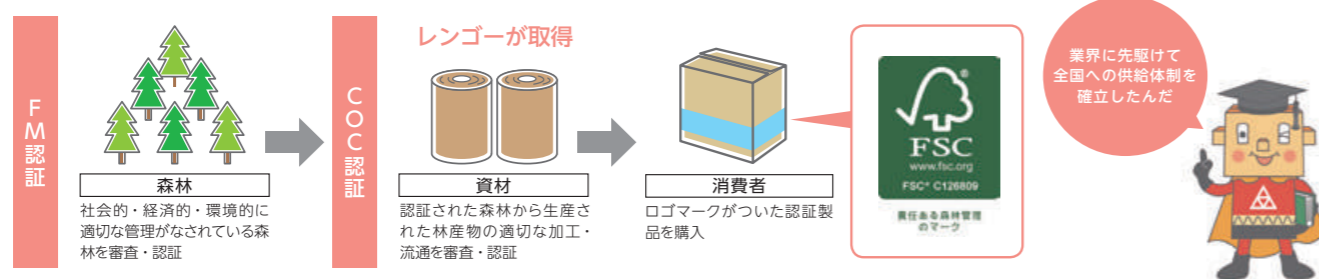 FM認証
森林
社会的・経済的・環境的に
適切な管理がなされている森
林を審査・認証
COC認証
レンゴーが取得
資材
認証された森林から生産さ
れた林産物の適切な加工・
流通を審査・認証
消費者
ロゴマークがついた認証製
品を購入
FSC
www.fsc.org
FSC® C126809
責任ある森林管理
のマーク
業界に先駆けて
全国への供給体制を
確立したんだ